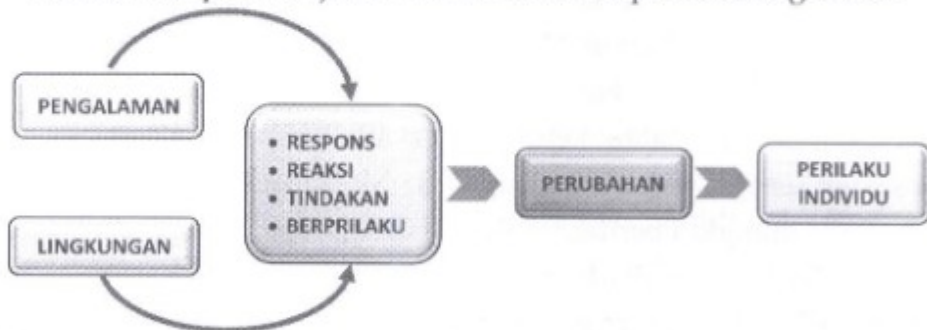 PENGALAMAN
LINGKUNGAN
• RESPONS
• REAKSI
• TINDAKAN
• BERPRILAKU
PERUBAHAN
PERILAKU
INDIVIDU